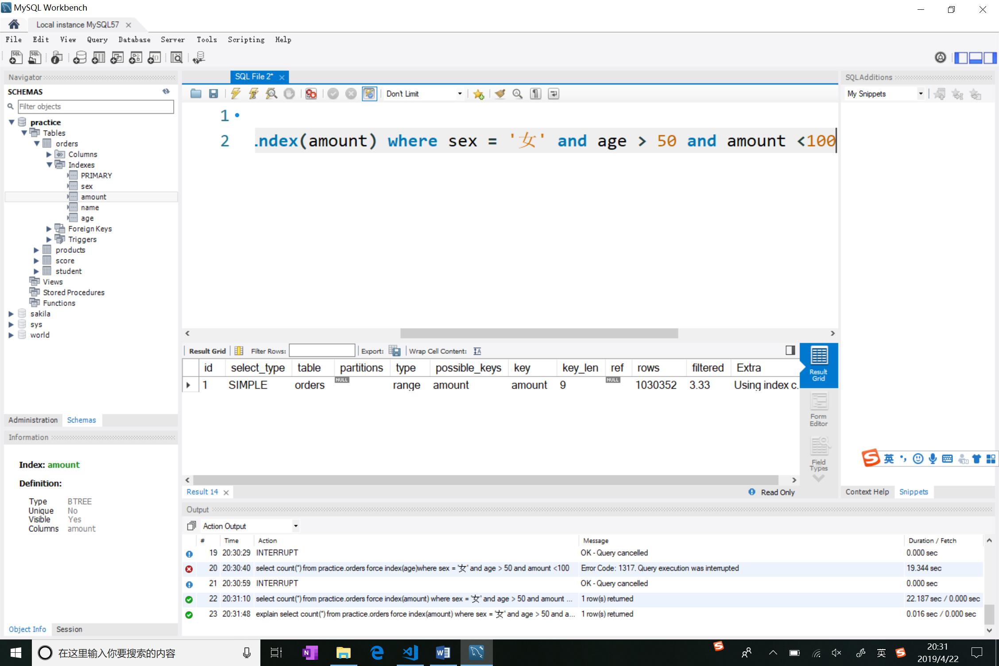 MySQL Workbench
Local instance MySQL57
File Edit View Query Database Server Tools Scripting Help
Navigator
SCHEMAS
Filter objects
practice
Tables
orders
Columns
Indexes
PRIMARY
sex
amount
name
age
Foreign Keys
Triggers
products
score
student
Views
Stored Procedures
Functions
sakila
sys
world
Administration Schemas
Information
Index: amount
Definition:
Type BTREE
Unique No
Visible Yes
Columns amount
Object Info Session
SQL File 2*
Don't Limit
1
2 index(amount) where sex = '女' and age > 50 and amount <100
Result Grid Filter Rows: Export: Wrap Cell Content:
id select_type table partitions type possible_keys key key_len ref rows filtered Extra
1 SIMPLE orders NULL range amount amount 9 NULL 1030352 3.33 Using index c.
Result Grid
Form Editor
Field Types
Result 14
Read Only
SQLAdditions
My Snippets
英
Context Help Snippets
Output
Action Output
# Time Action Message Duration / Fetch
19 20:30:29 INTERRUPT OK - Query cancelled 0.000 sec
20 20:30:40 select count(*) from practice.orders force index(age)where sex = '女' and age > 50 and amount <100 Error Code: 1317. Query execution was interrupted 19.344 sec
21 20:30:59 INTERRUPT OK - Query cancelled 0.000 sec
22 20:31:10 select count(*) from practice.orders force index(amount) where sex = '女' and age > 50 and amount ... 1 row(s) returned 22.187 sec / 0.000 sec
23 20:31:48 explain select count(*) from practice.orders force index(amount) where sex = '女' and age > 50 and a... 1 row(s) returned 0.016 sec / 0.000 sec
在这里输入你要搜索的内容
英
20:31
2019/4/22